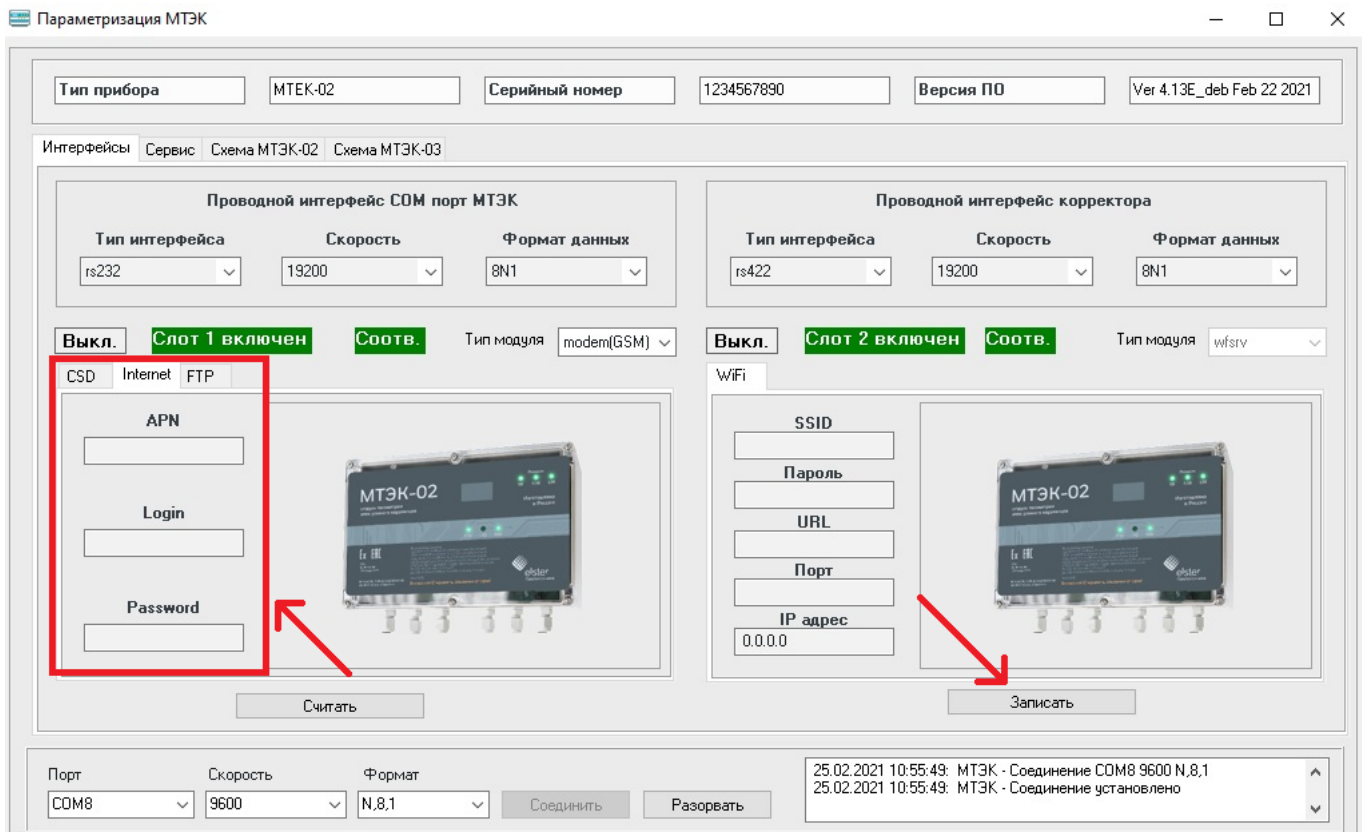 Параметризация МТЭК
Тип прибора MTEK-02 Серийный номер 1234567890 Версия ПО Ver 4.13E_deb Feb 22 2021
Интерфейсы Сервис Схема МТЭК-02 Схема МТЭК-03
Проводной интерфейс COM порт МТЭК
Тип интерфейса Скорость Формат данных
rs232 19200 8N1
Проводной интерфейс корректора
Тип интерфейса Скорость Формат данных
rs422 19200 8N1
Выкл. Слот 1 включен Соотв. Тип модуля modem(GSM)
CSD Internet FTP
APN
Login
Password
МТЭК-02
elster
Считать
Выкл. Слот 2 включен Соотв. Тип модуля wfsrv
WiFi
SSID
Пароль
URL
Порт
IP адрес
0.0.0.0
МТЭК-02
elster
Записать
Порт Скорость Формат
COM8 9600 N,8,1 Соединить Разорвать
25.02.2021 10:55:49: МТЭК - Соединение COM8 9600 N,8,1
25.02.2021 10:55:49: МТЭК - Соединение установлено